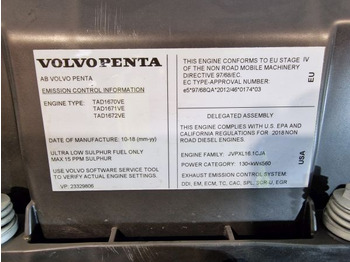 VOLVO PENTA
AB VOLVO PENTA
EMISSION CONTROL INFORMATION
ENGINE TYPE: TAD1670VE
TAD1671VE
TAD1672VE
DATE OF MANUFACTURE: 10-18 (mm-yy)
ULTRA LOW SULPHUR FUEL ONLY
MAX 15 PPM SULPHUR
USE VOLVO SOFTWARE SERVICE TOOL
TO VERIFY ACTUAL ENGINE SETTINGS.
VP: 23329806
THIS ENGINE CONFORMS TO EU STAGE IV
OF THE NON ROAD MOBILE MACHINERY
DIRECTIVE 97/68/EC.
EC TYPE-APPROVAL NUMBER:
e5*97/68QA*2012/46*0174*03
EU
DELEGATED ASSEMBLY
THIS ENGINE COMPLIES WITH U.S. EPA AND
CALIFORNIA REGULATIONS FOR 2018 NON
ROAD DIESEL ENGINES.
ENGINE FAMILY: JVPXL16.1CJA
POWER CATEGORY: 130<kW≤560
EXHAUST EMISSION CONTROL SYSTEM:
DDI, EM, ECM, TC, CAC, SPL, SCR-U, EGR
USA